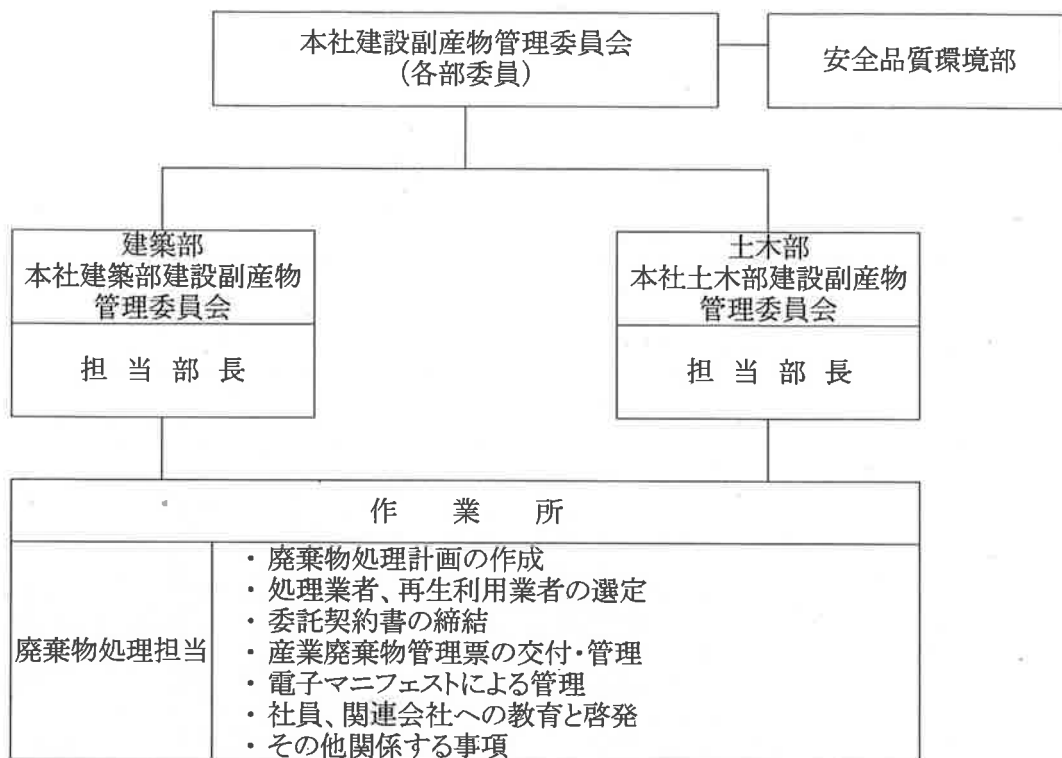 本社建設副産物管理委員会
(各部委員)
安全品質環境部
建築部
本社建築部建設副産物
管理委員会
担当部長
土木部
本社土木部建設副産物
管理委員会
担当部長
作業所
廃棄物処理担当
・廃棄物処理計画の作成
・処理業者、再生利用業者の選定
・委託契約書の締結
・産業廃棄物管理票の交付・管理
・電子マニフェストによる管理
・社員、関連会社への教育と啓発
・その他関係する事項